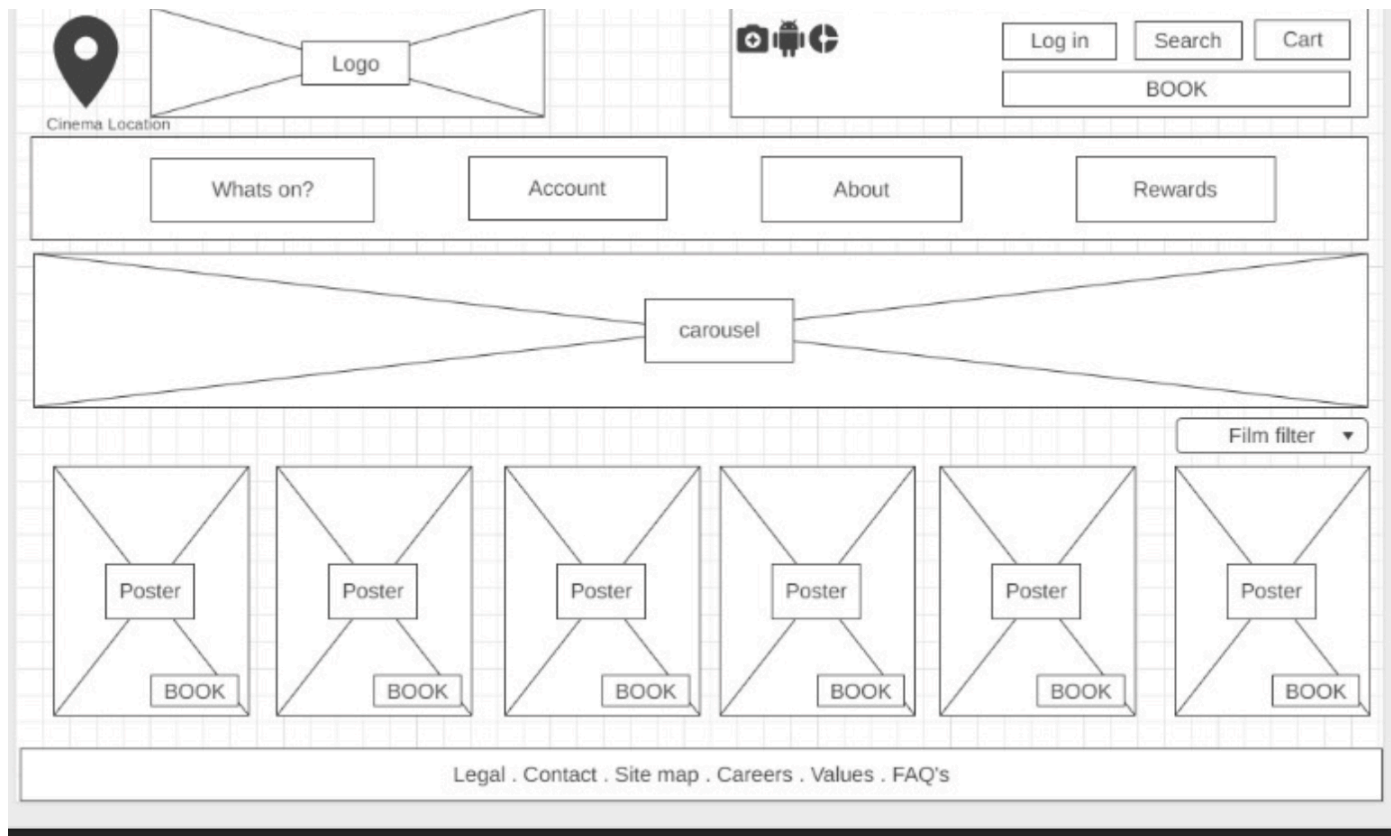 Logo
Log in Search Cart
BOOK
Cinema Location
Whats on? Account About Rewards
carousel
Film filter
Poster Poster Poster Poster Poster Poster
BOOK BOOK BOOK BOOK BOOK BOOK
Legal . Contact . Site map . Careers . Values . FAQ's